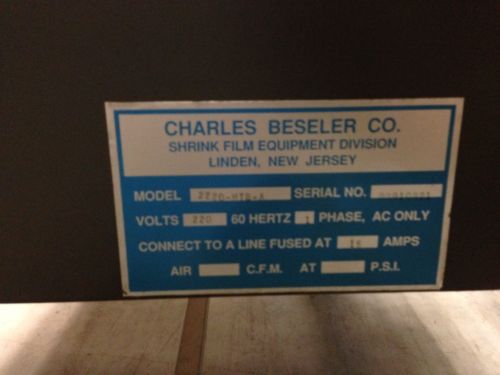 CHARLES BESELER CO.
SHRINK FILM EQUIPMENT DIVISION
LINDEN, NEW JERSEY
MODEL SERIAL NO.
VOLTS 220 60 HERTZ 1 PHASE, AC ONLY
CONNECT TO A LINE FUSED AT 15 AMPS
AIR C.F.M. AT P.S.I.